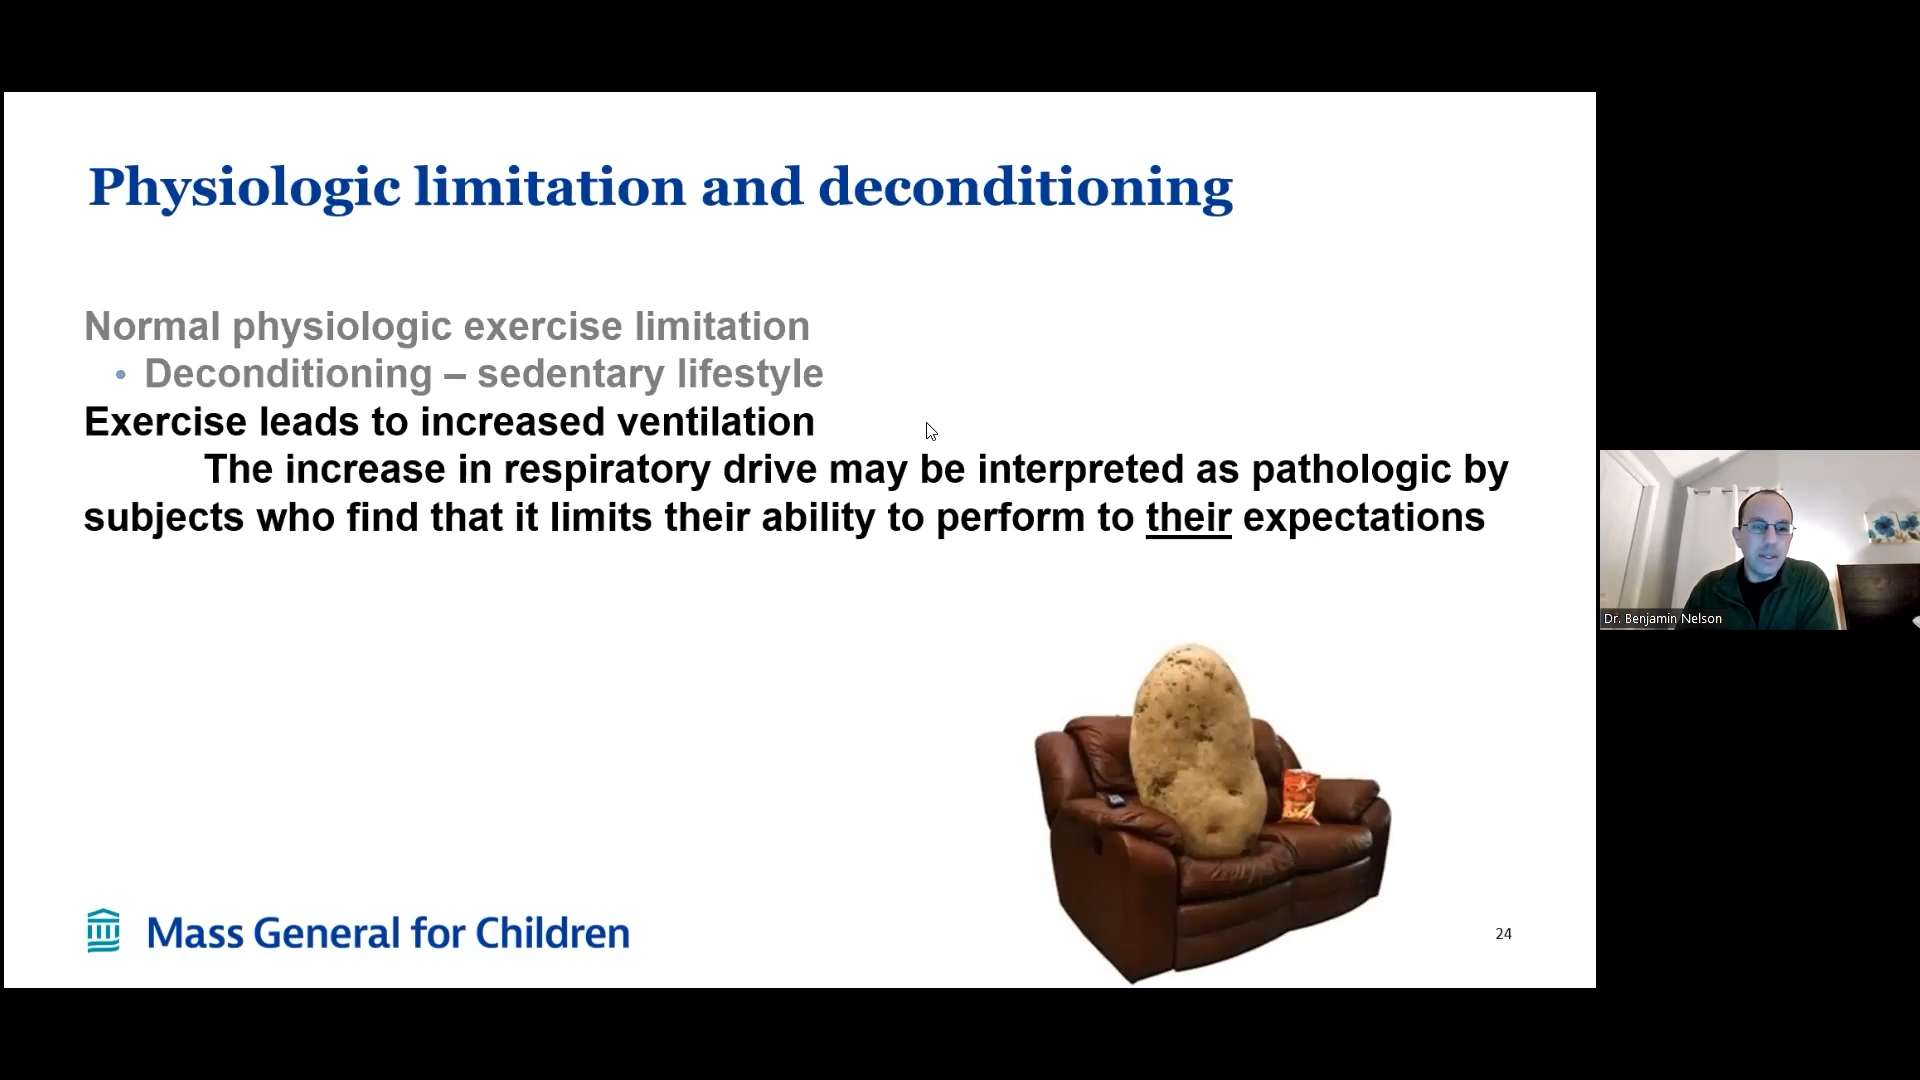 Physiologic limitation and deconditioning
Normal physiologic exercise limitation
• Deconditioning – sedentary lifestyle
Exercise leads to increased ventilation
The increase in respiratory drive may be interpreted as pathologic by
subjects who find that it limits their ability to perform to their expectations
Dr. Benjamin Nelson
Mass General for Children
24